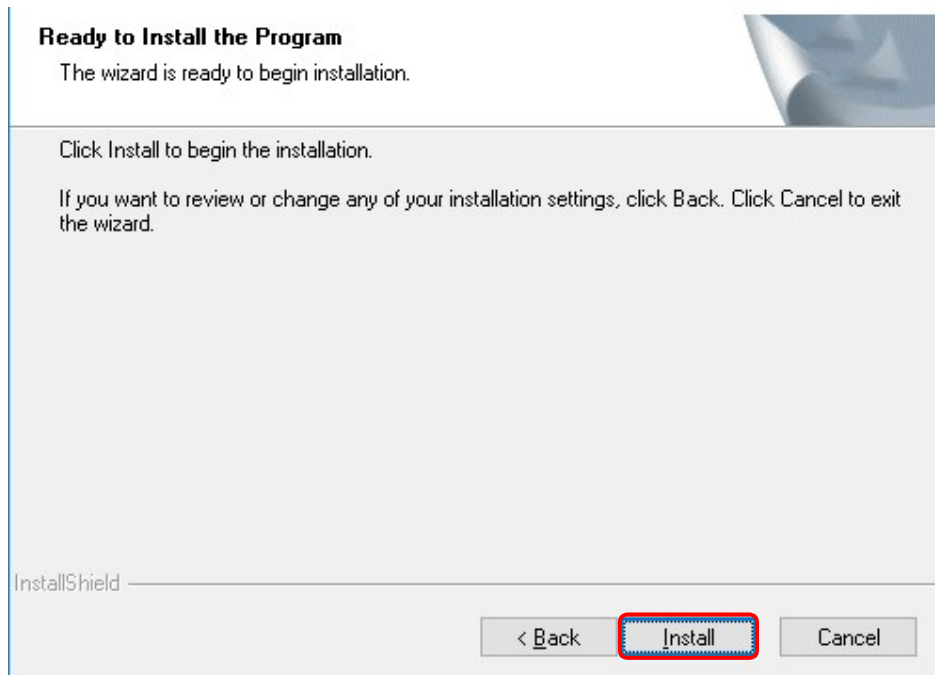 Ready to Install the Program
The wizard is ready to begin installation.
Click Install to begin the installation.
If you want to review or change any of your installation settings, click Back. Click Cancel to exit
the wizard.
InstallShield
< Back Install Cancel